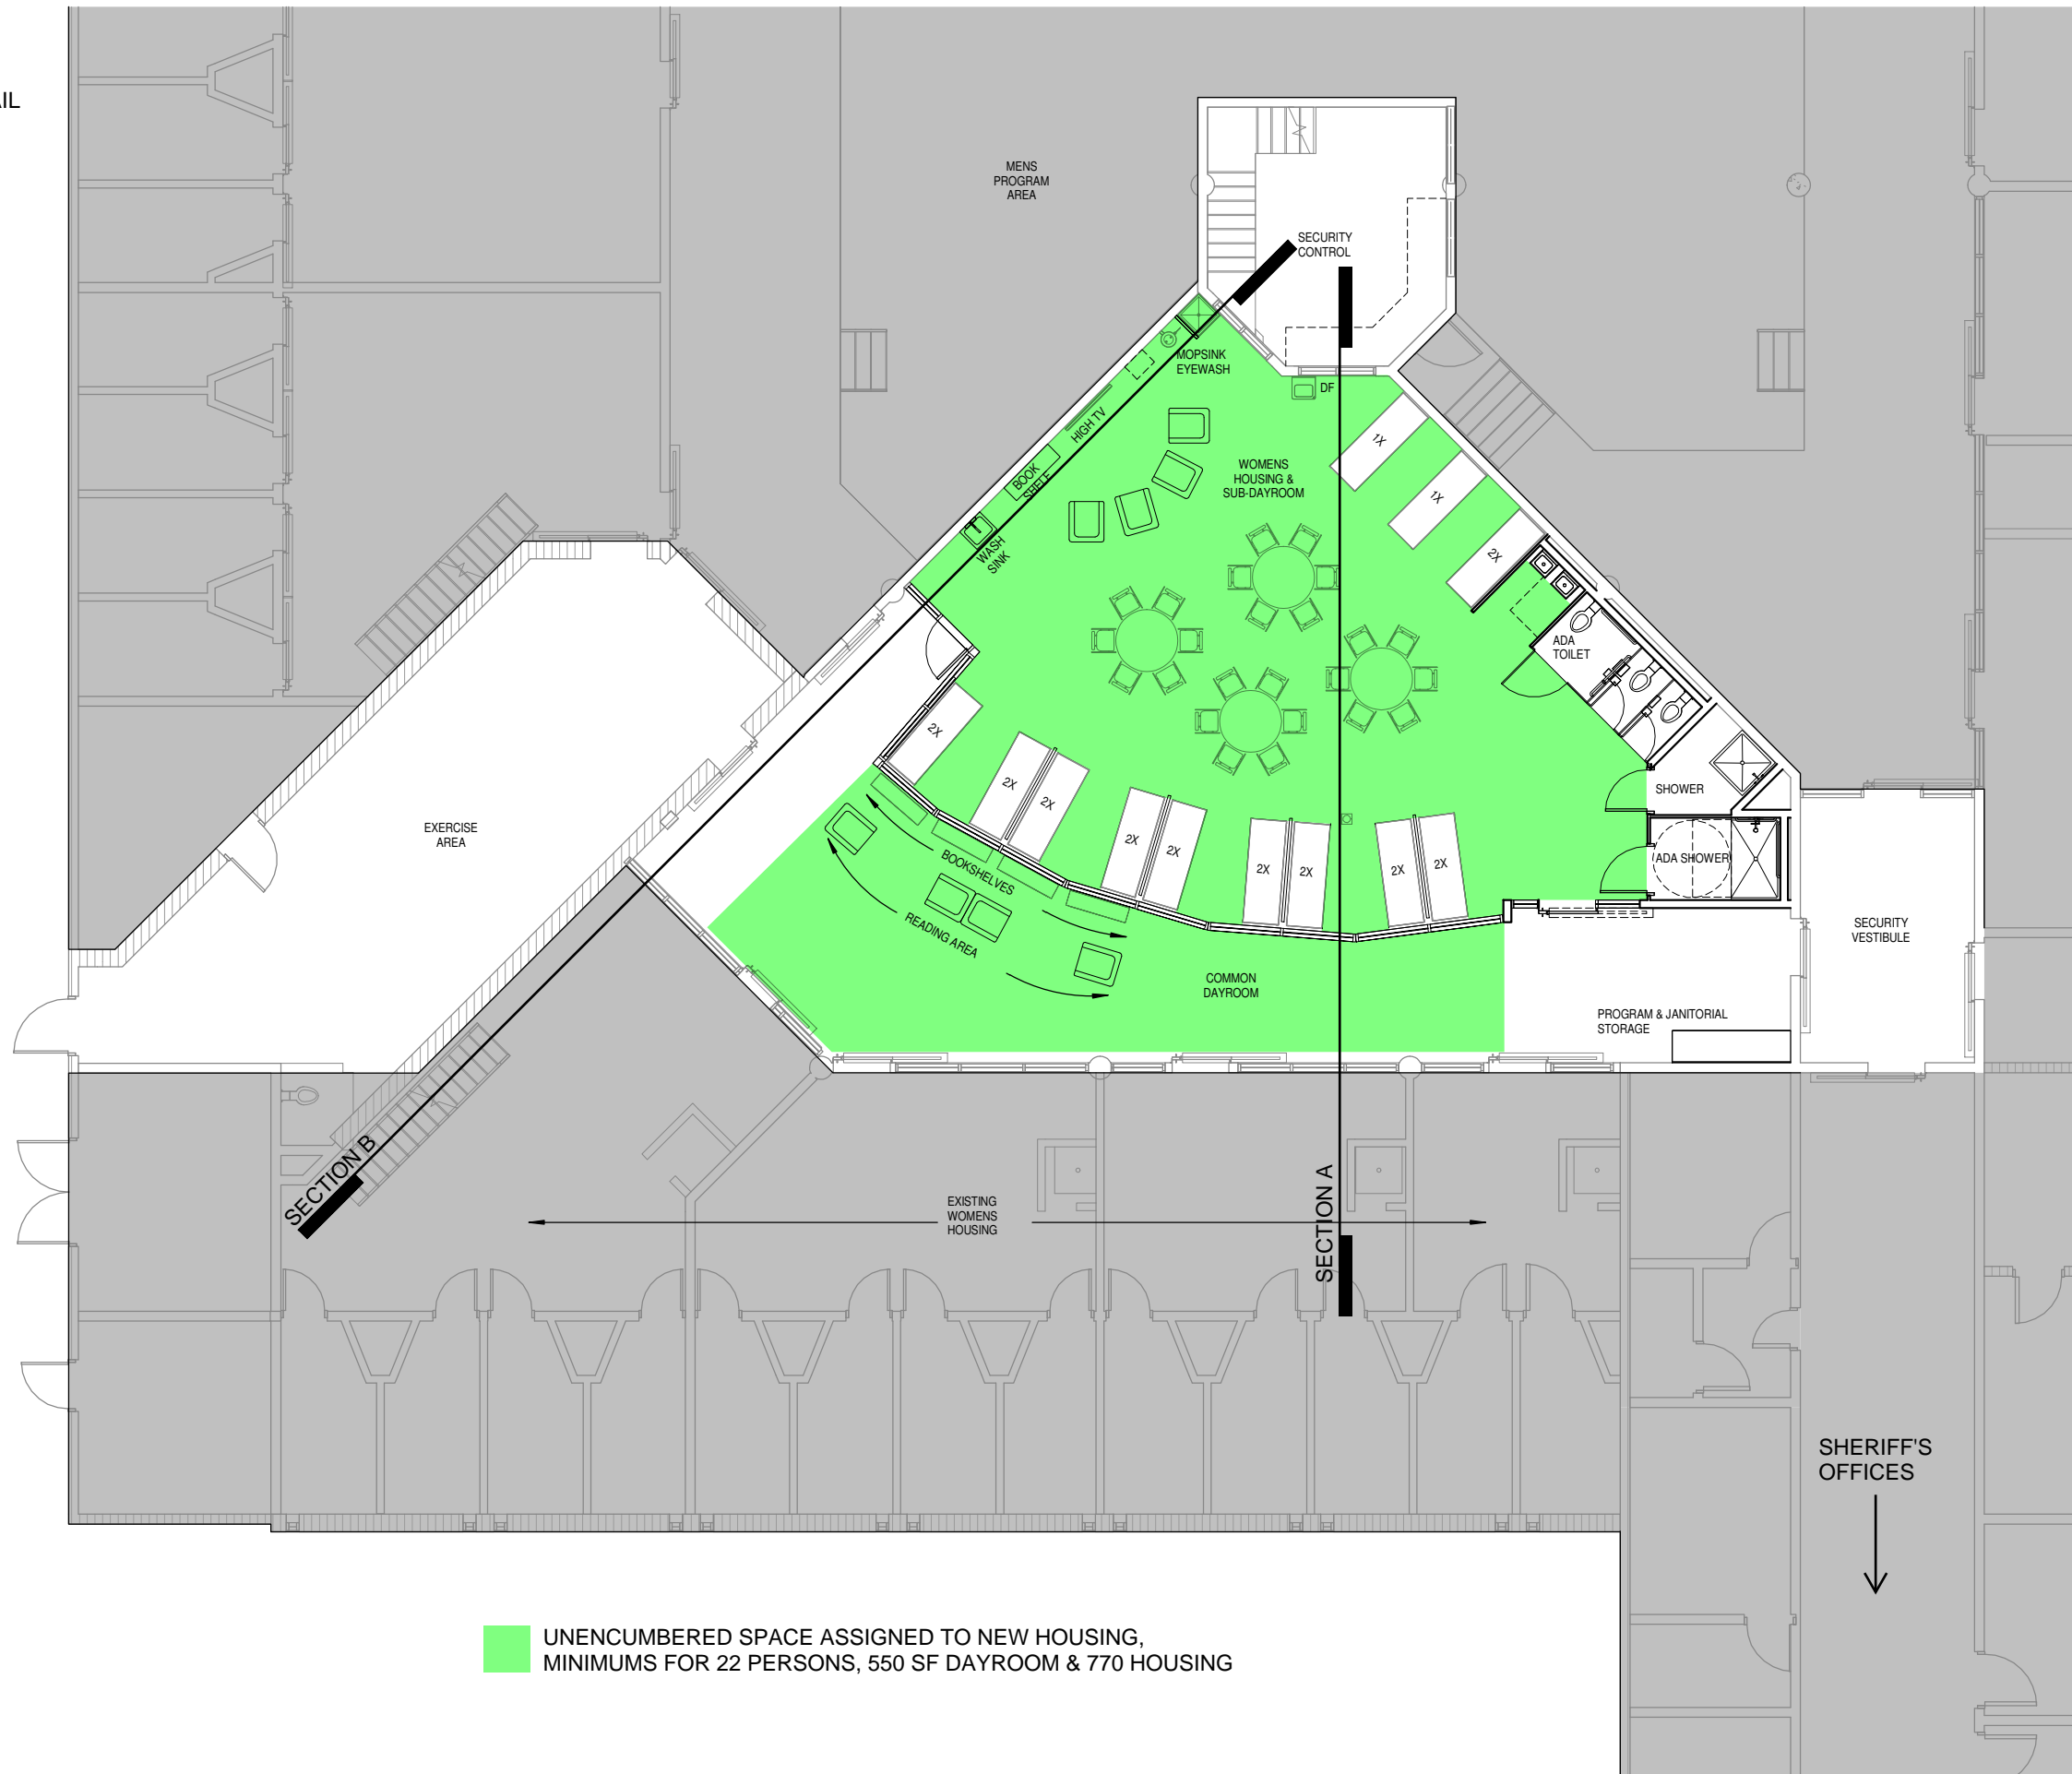 AIL
MENS
PROGRAM
AREA
SECURITY
CONTROL
MOPSINK
EYEWASH
DF
HIGH TV
BOOK
SHELF
WASH
SINK
WOMENS
HOUSING &
SUB-DAYROOM
1X
1X
2X
ADA
TOILET
2X
2X
2X
2X
2X
2X
2X
2X
2X
SHOWER
ADA SHOWER
EXERCISE
AREA
BOOKSHELVES
READING AREA
COMMON
DAYROOM
SECURITY
VESTIBULE
PROGRAM & JANITORIAL
STORAGE
SECTION B
EXISTING
WOMENS
HOUSING
SECTION A
SHERIFF'S
OFFICES
UNENCUMBERED SPACE ASSIGNED TO NEW HOUSING,
MINIMUMS FOR 22 PERSONS, 550 SF DAYROOM & 770 HOUSING